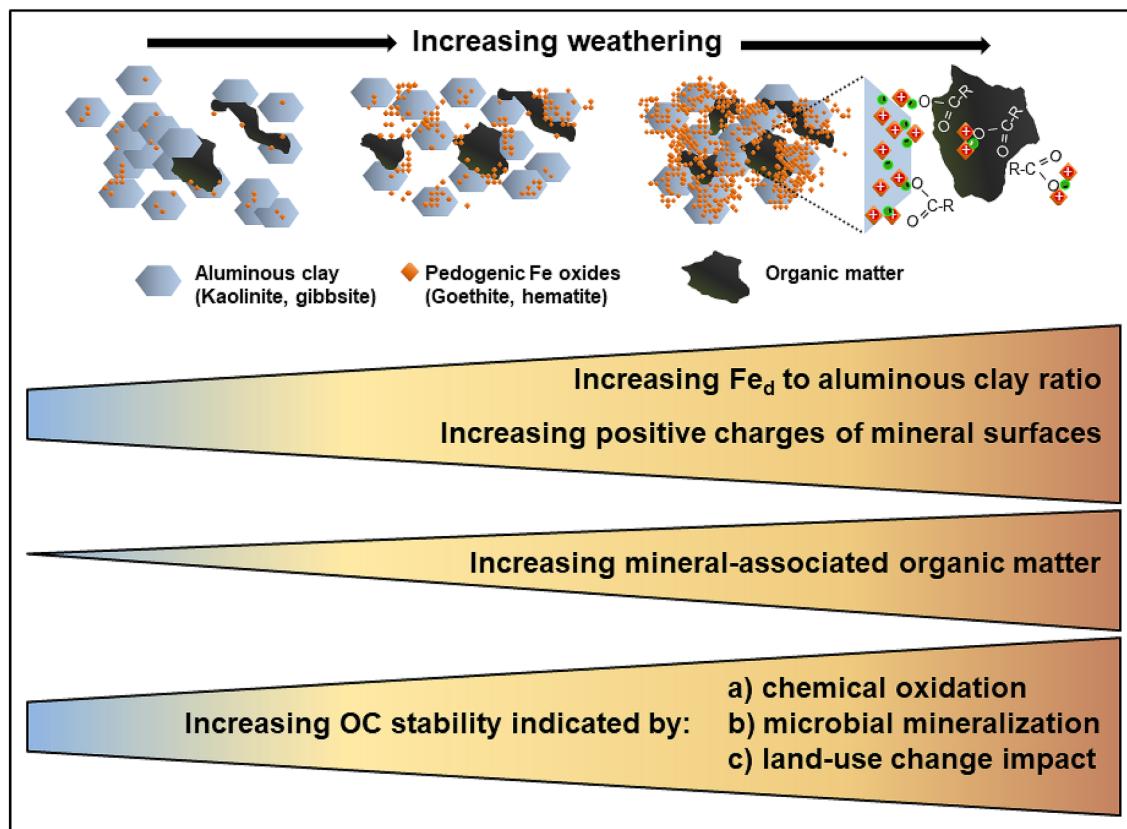 Increasing weathering
O
C-R
O
O
C-R
O
R-C
O
O
O
C-R
O
+
+
+
+
+
+
+
+
+
+
+
+
Aluminous clay
(Kaolinite, gibbsite)
Pedogenic Fe oxides
(Goethite, hematite)
Organic matter
Increasing Fed to aluminous clay ratio
Increasing positive charges of mineral surfaces
Increasing mineral-associated organic matter
Increasing OC stability indicated by:
a) chemical oxidation
b) microbial mineralization
c) land-use change impact